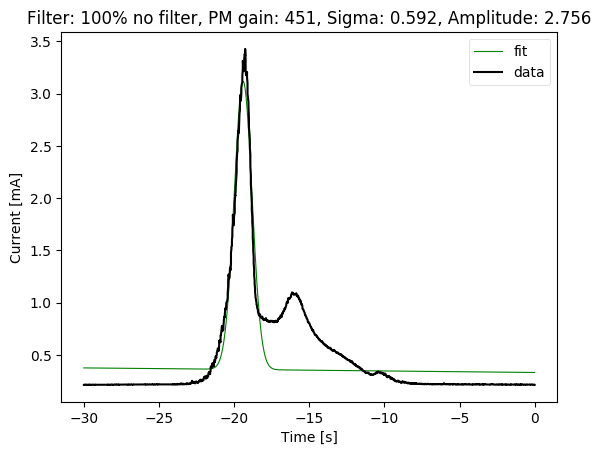 Filter: 100% no filter, PM gain: 451, Sigma: 0.592, Amplitude: 2.756
3.5
3.0
2.5
2.0
1.5
1.0
0.5
Current [mA]
fit
data
−30
−25
−20
−15
−10
−5
0
Time [s]